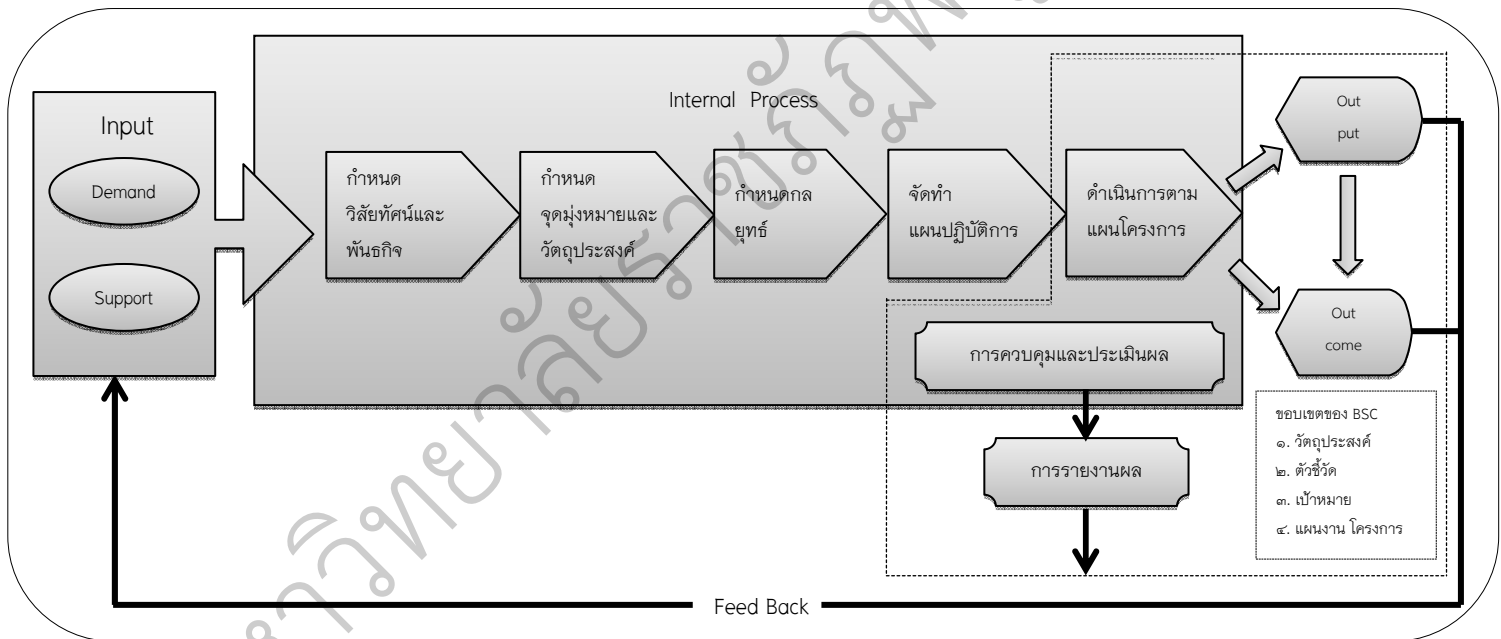 Internal Process
Input
Demand
Support
กำหนด
วิสัยทัศน์และ
พันธกิจ
กำหนด
จุดมุ่งหมายและ
วัตถุประสงค์
กำหนดกล
ยุทธ์
จัดทำ
แผนปฏิบัติการ
ดำเนินการตาม
แผนโครงการ
Out
put
Out
come
การควบคุมและประเมินผล
การรายงานผล
ขอบเขตของ BSC
๑. วัตถุประสงค์
๒. ตัวชี้วัด
๓. เป้าหมาย
๔. แผนงาน โครงการ
Feed Back